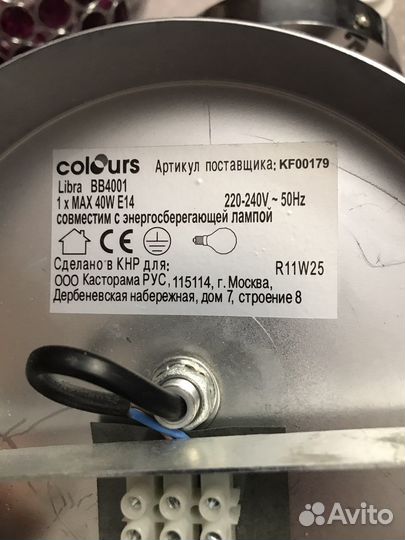 colours Артикул поставщика: KF00179
Libra BB4001
1 x MAX 40W E14 220-240V ~ 50Hz
совместим с энергосберегающей лампой
CE
Сделано в КНР для: R11W25
ООО Касторама РУС, 115114, г. Москва,
Дербеневская набережная, дом 7, строение 8
Avito